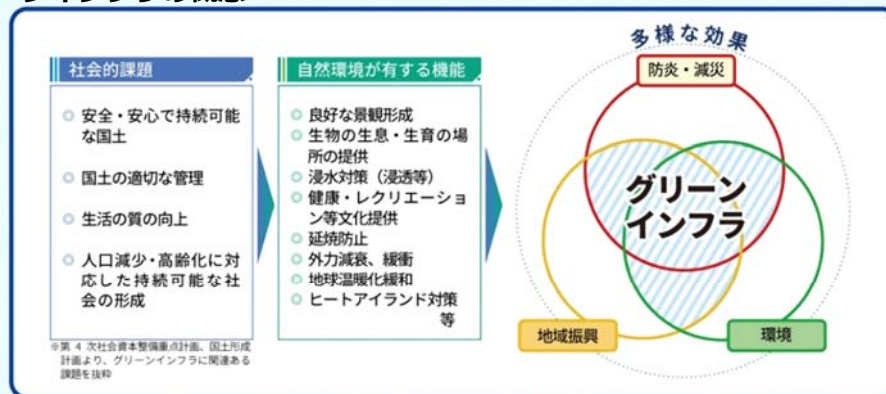 社会的課題
安全・安心で持続可能
な国土
国土の適切な管理
生活の質の向上
人口減少・高齢化に対
応した持続可能な社
会の形成
※第 4 次社会資本整備重点計画、国土形成
計画より、グリーンインフラに関連ある
課題を抜粋
自然環境が有する機能
良好な景観形成
生物の生息・生育の場
所の提供
浸水対策（浸透等）
健康・レクリエーショ
ン等文化提供
延焼防止
外力減衰、緩衝
地球温暖化緩和
ヒートアイランド対策
等
多様な効果
防炎・減災
グリーン
インフラ
地域振興
環境